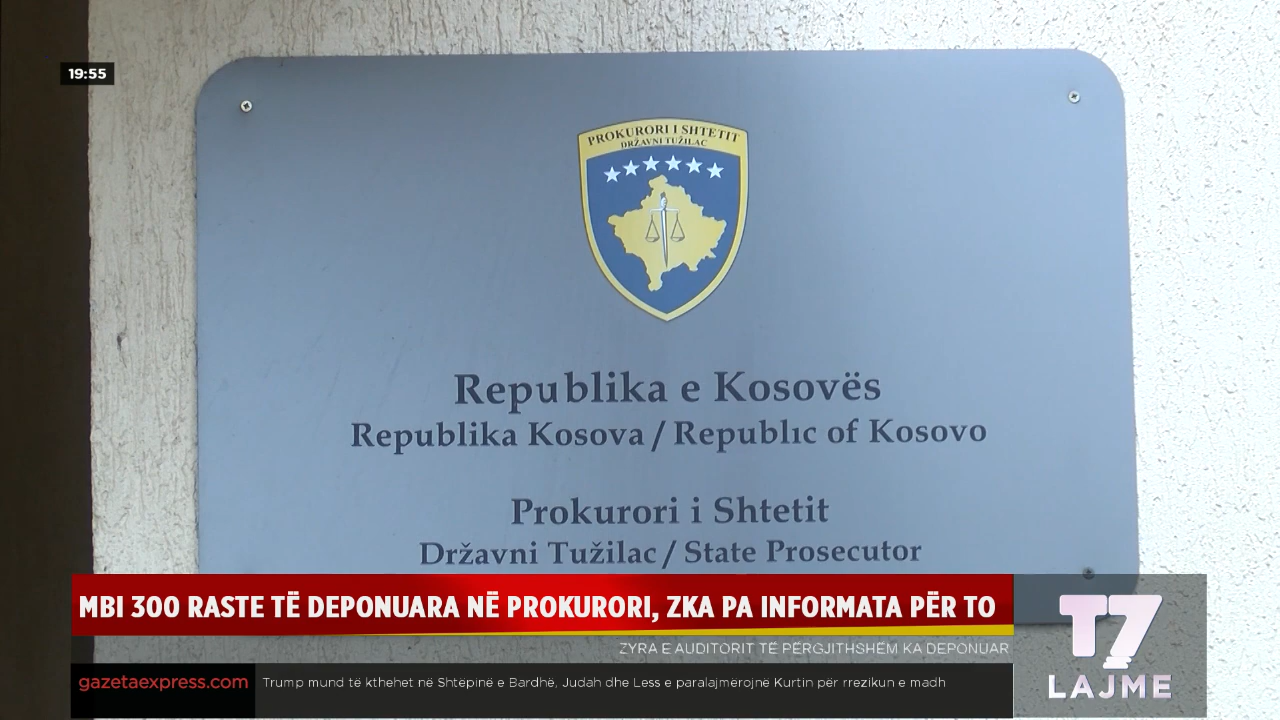 19:55
PROKURORI I SHTETIT
DRŽAVNI TUŽILAC
Republika e Kosovës
Republika Kosova / Republic of Kosovo
Prokurori i Shtetit
Državni Tužilac / State Prosecutor
MBI 300 RASTE TË DEPONUARA NË PROKURORI, ZKA PA INFORMATA PËR TO
ZYRA E AUDITORIT TË PËRGJITHSHËM KA DEPONUAR
gazetaexpress.com
Trump mund të kthehet në Shtëpinë e Bardhë, Judah dhe Less e paralajmërojnë Kurtin për rrezikun e madh
T7
LAJME